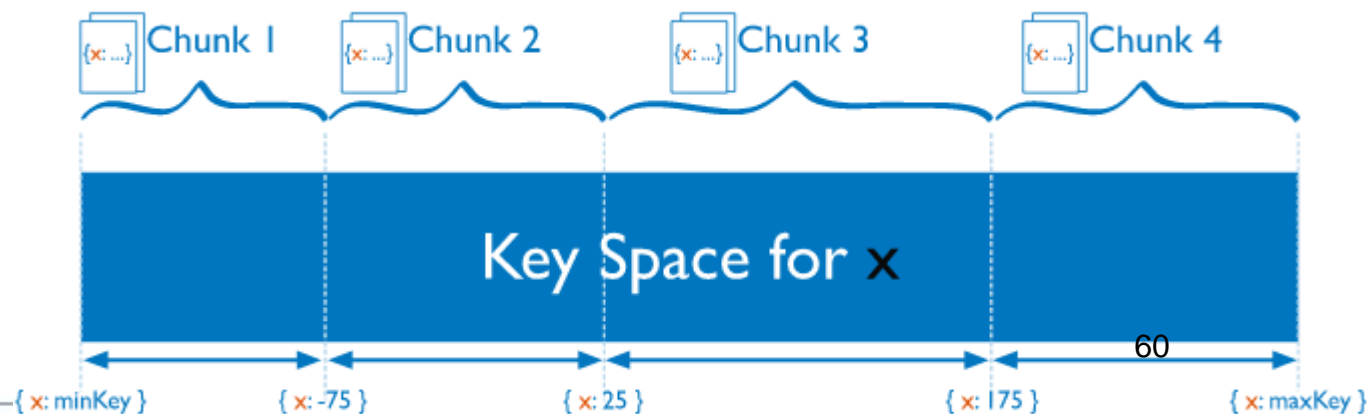 {x: ...} Chunk 1 {x: ...} Chunk 2 {x: ...} Chunk 3 {x: ...} Chunk 4
Key Space for x
60
{ x: minKey } { x: -75 } { x: 25 } { x: 175 } { x: maxKey }